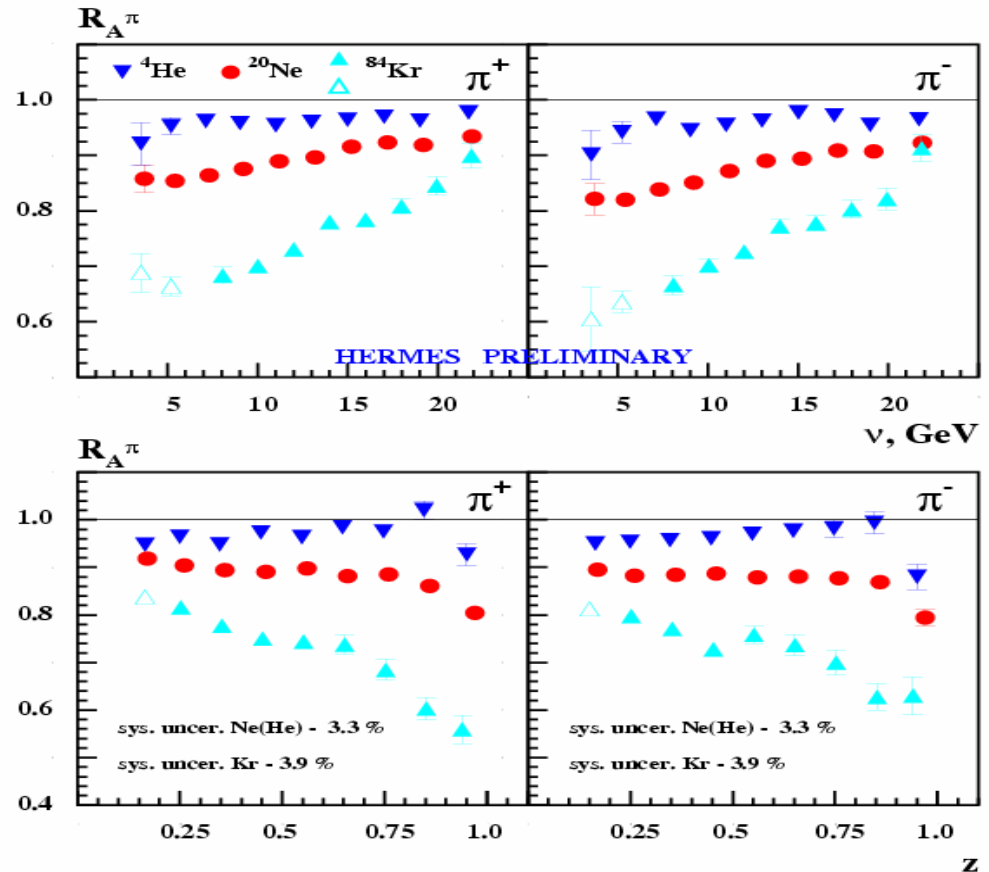 R_A^π
⁴He ²⁰Ne ⁸⁴Kr π⁺ π⁻
1.0
0.8
0.6
HERMES PRELIMINARY
5 10 15 20 5 10 15 20
ν, GeV
R_A^π
π⁺ π⁻
1.0
0.8
0.6
sys. uncer. Ne(He) - 3.3 % sys. uncer. Ne(He) - 3.3 %
sys. uncer. Kr - 3.9 % sys. uncer. Kr - 3.9 %
0.4
0.25 0.5 0.75 1.0 0.25 0.5 0.75 1.0
z